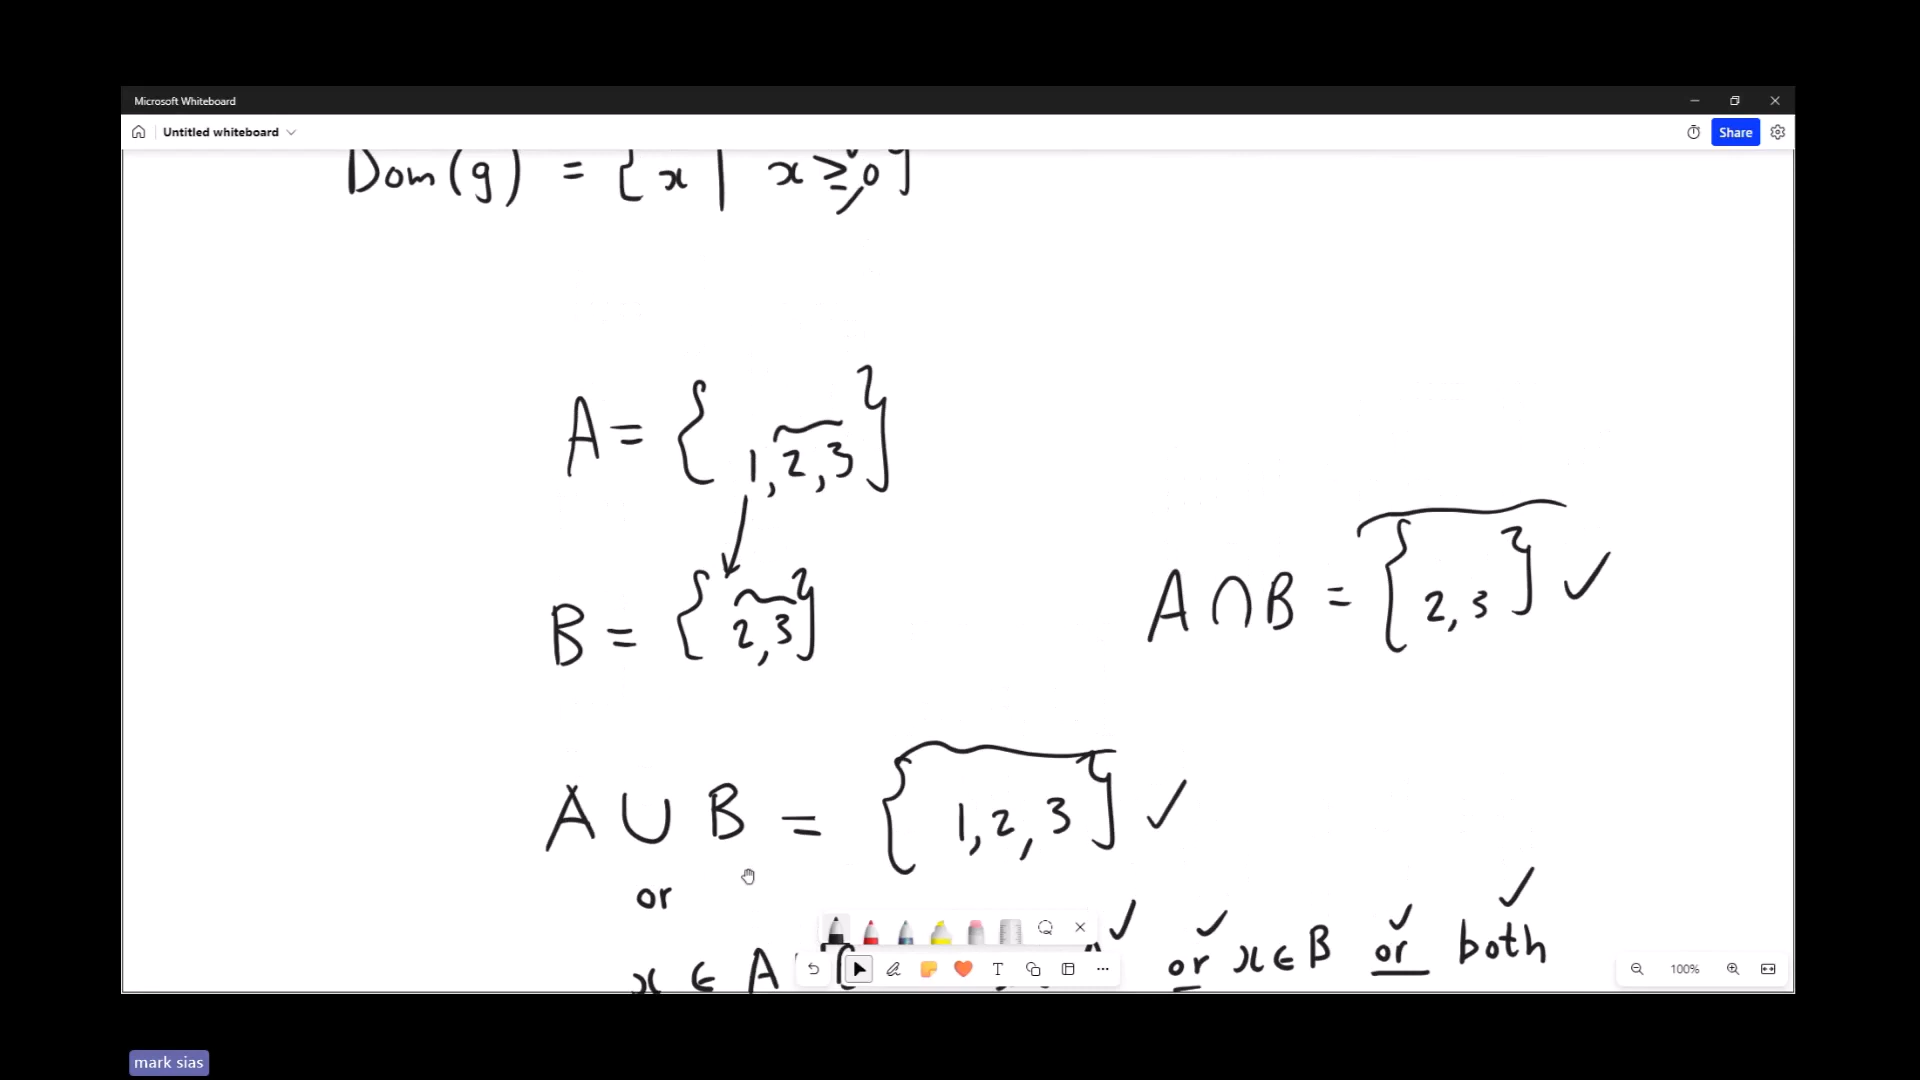 Microsoft Whiteboard
Untitled whiteboard
Share
Dom(g) = {x | x ≥ 0}
A = {1, 2, 3}
B = {2, 3}
A ∩ B = {2, 3} ✓
A ∪ B = {1, 2, 3} ✓
or
x ∈ A ∪ ✓ or ✓ x ∈ B or ✓ both ✓
T
100%
mark sias